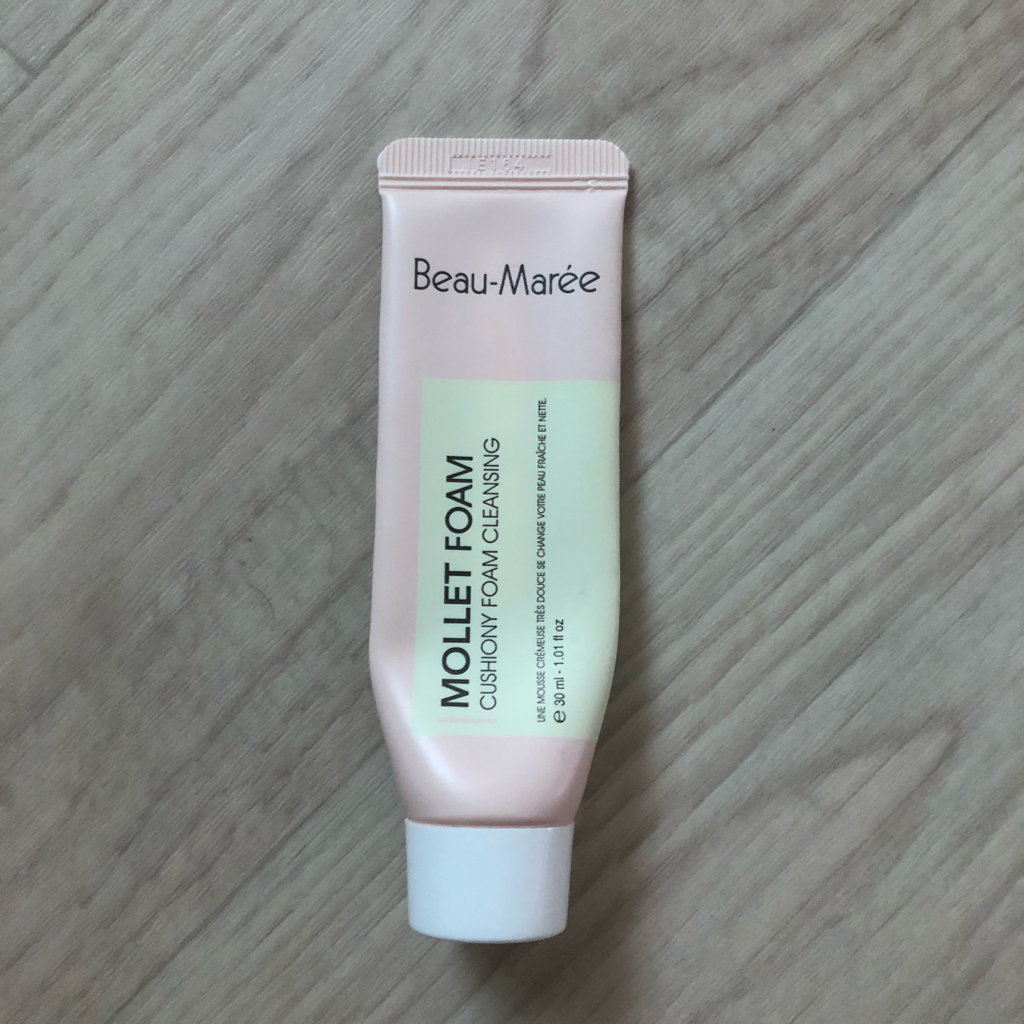 Beau-Marée
MOLLET FOAM
CUSHIONY FOAM CLEANSING
UNE MOUSSE CRÉMEUSE TRÈS DOUCE SE CHANGE VOTRE PEAU FRAÎCHE ET NETTE.
℮ 30 ml - 1.01 fl oz